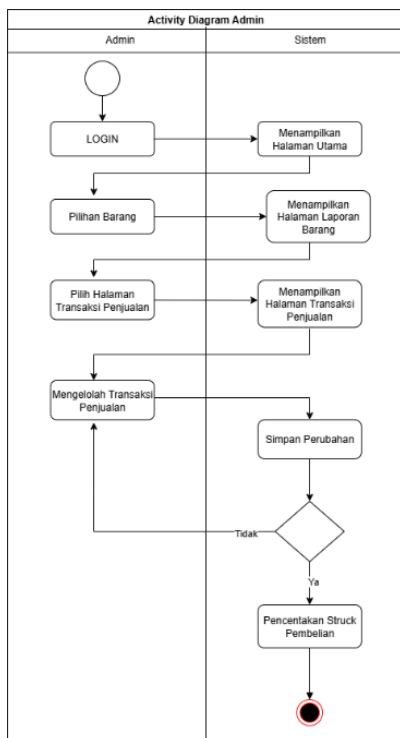 Activity Diagram Admin
Admin
Sistem
LOGIN
Menampilkan
Halaman Utama
Pilihan Barang
Menampilkan
Halaman Laporan
Barang
Pilih Halaman
Transaksi Penjualan
Menampilkan
Halaman Transaksi
Penjualan
Mengelolah Transaksi
Penjualan
Simpan Perubahan
Tidak
Ya
Pencentakan Struck
Pembelian